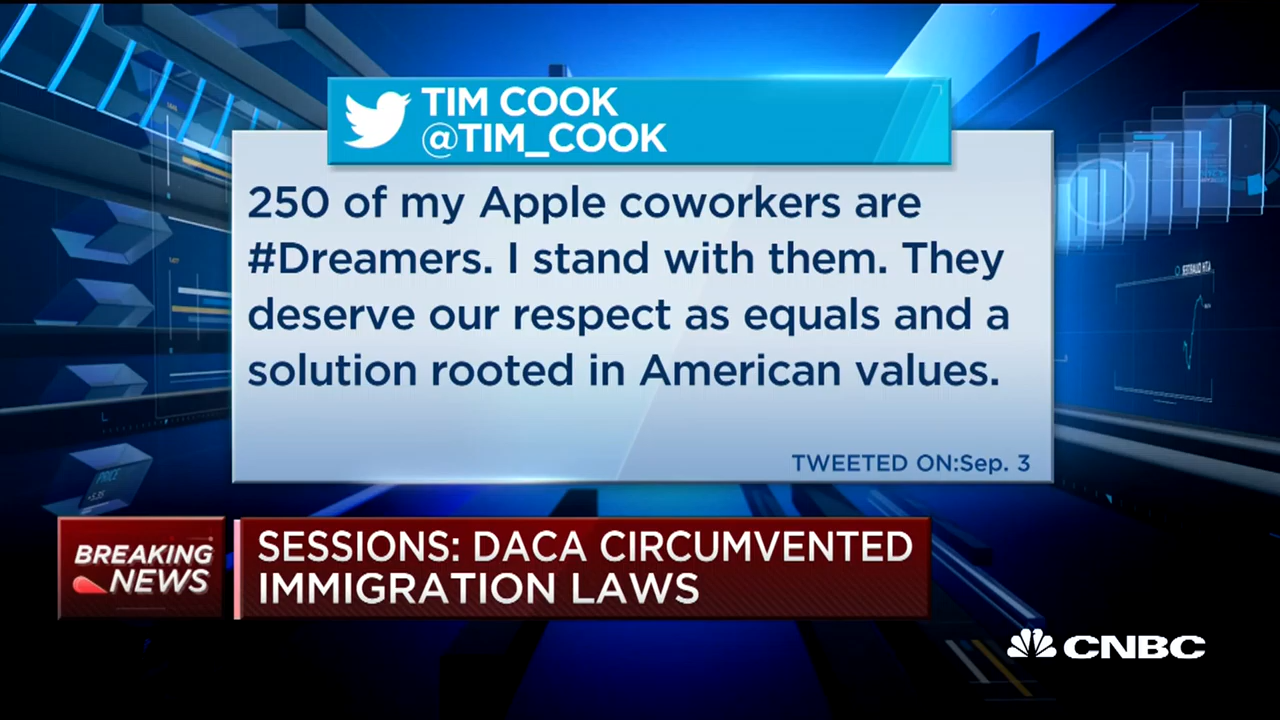 TIM COOK
@TIM_COOK
250 of my Apple coworkers are
#Dreamers. I stand with them. They
deserve our respect as equals and a
solution rooted in American values.
TWEETED ON:Sep. 3
PRICE
BREAKING
NEWS
SESSIONS: DACA CIRCUMVENTED
IMMIGRATION LAWS
CNBC